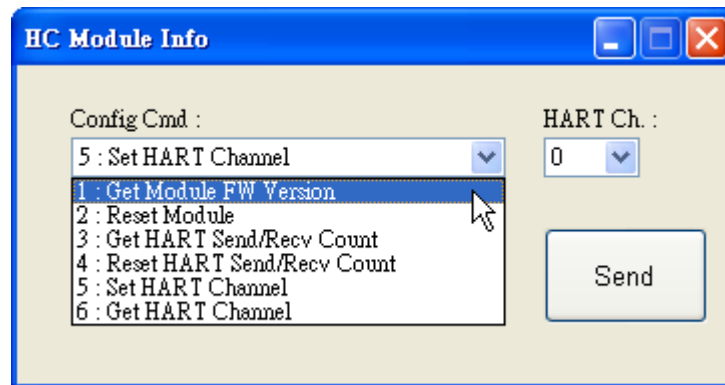 HC Module Info
Config Cmd :
HART Ch. :
5 : Set HART Channel
0
1 : Get Module FW Version
2 : Reset Module
3 : Get HART Send/Recv Count
4 : Reset HART Send/Recv Count
5 : Set HART Channel
6 : Get HART Channel
Send